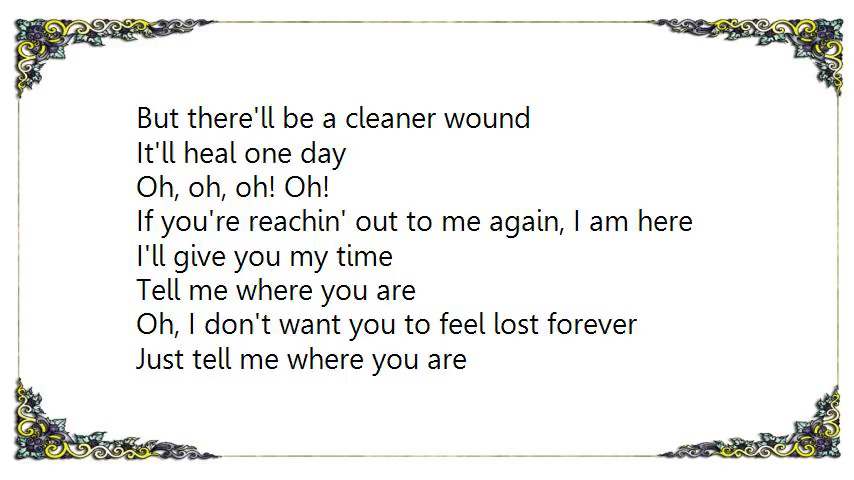 But there'll be a cleaner wound
It'll heal one day
Oh, oh, oh! Oh!
If you're reachin' out to me again, I am here
I'll give you my time
Tell me where you are
Oh, I don't want you to feel lost forever
Just tell me where you are